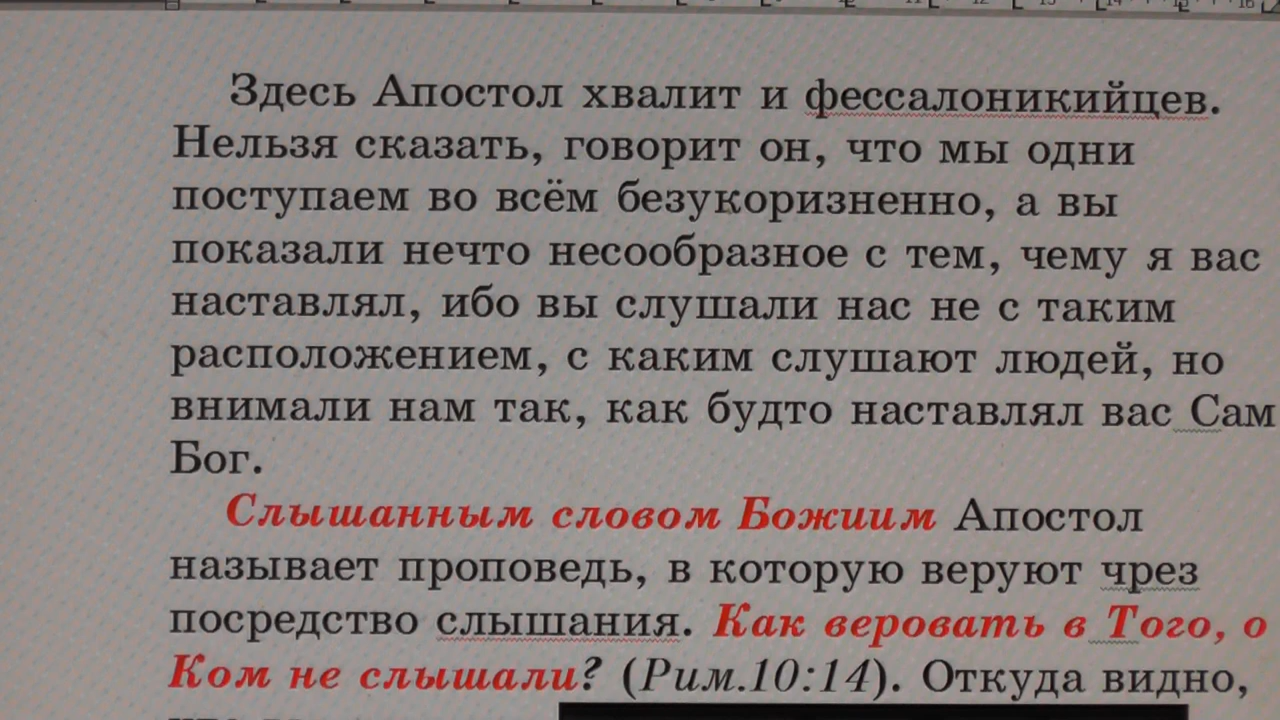 Здесь Апостол хвалит и фессалоникийцев.
Нельзя сказать, говорит он, что мы одни
поступаем во всём безукоризненно, а вы
показали нечто несообразное с тем, чему я вас
наставлял, ибо вы слушали нас не с таким
расположением, с каким слушают людей, но
внимали нам так, как будто наставлял вас Сам
Бог.
Слышанным словом Божиим Апостол
называет проповедь, в которую веруют чрез
посредство слышания. Как веровать в Того, о
Ком не слышали? (Рим.10:14). Откуда видно,